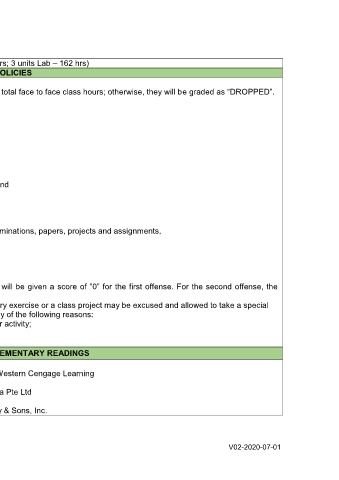 rs; 3 units Lab – 162 hrs)
OLICIES
total face to face class hours; otherwise, they will be graded as “DROPPED”.
nd
minations, papers, projects and assignments,
will be given a score of ”0” for the first offense. For the second offense, the
ry exercise or a class project may be excused and allowed to take a special
y of the following reasons:
r activity;
EMENTARY READINGS
Western Cengage Learning
a Pte Ltd
y & Sons, Inc.
V02-2020-07-01